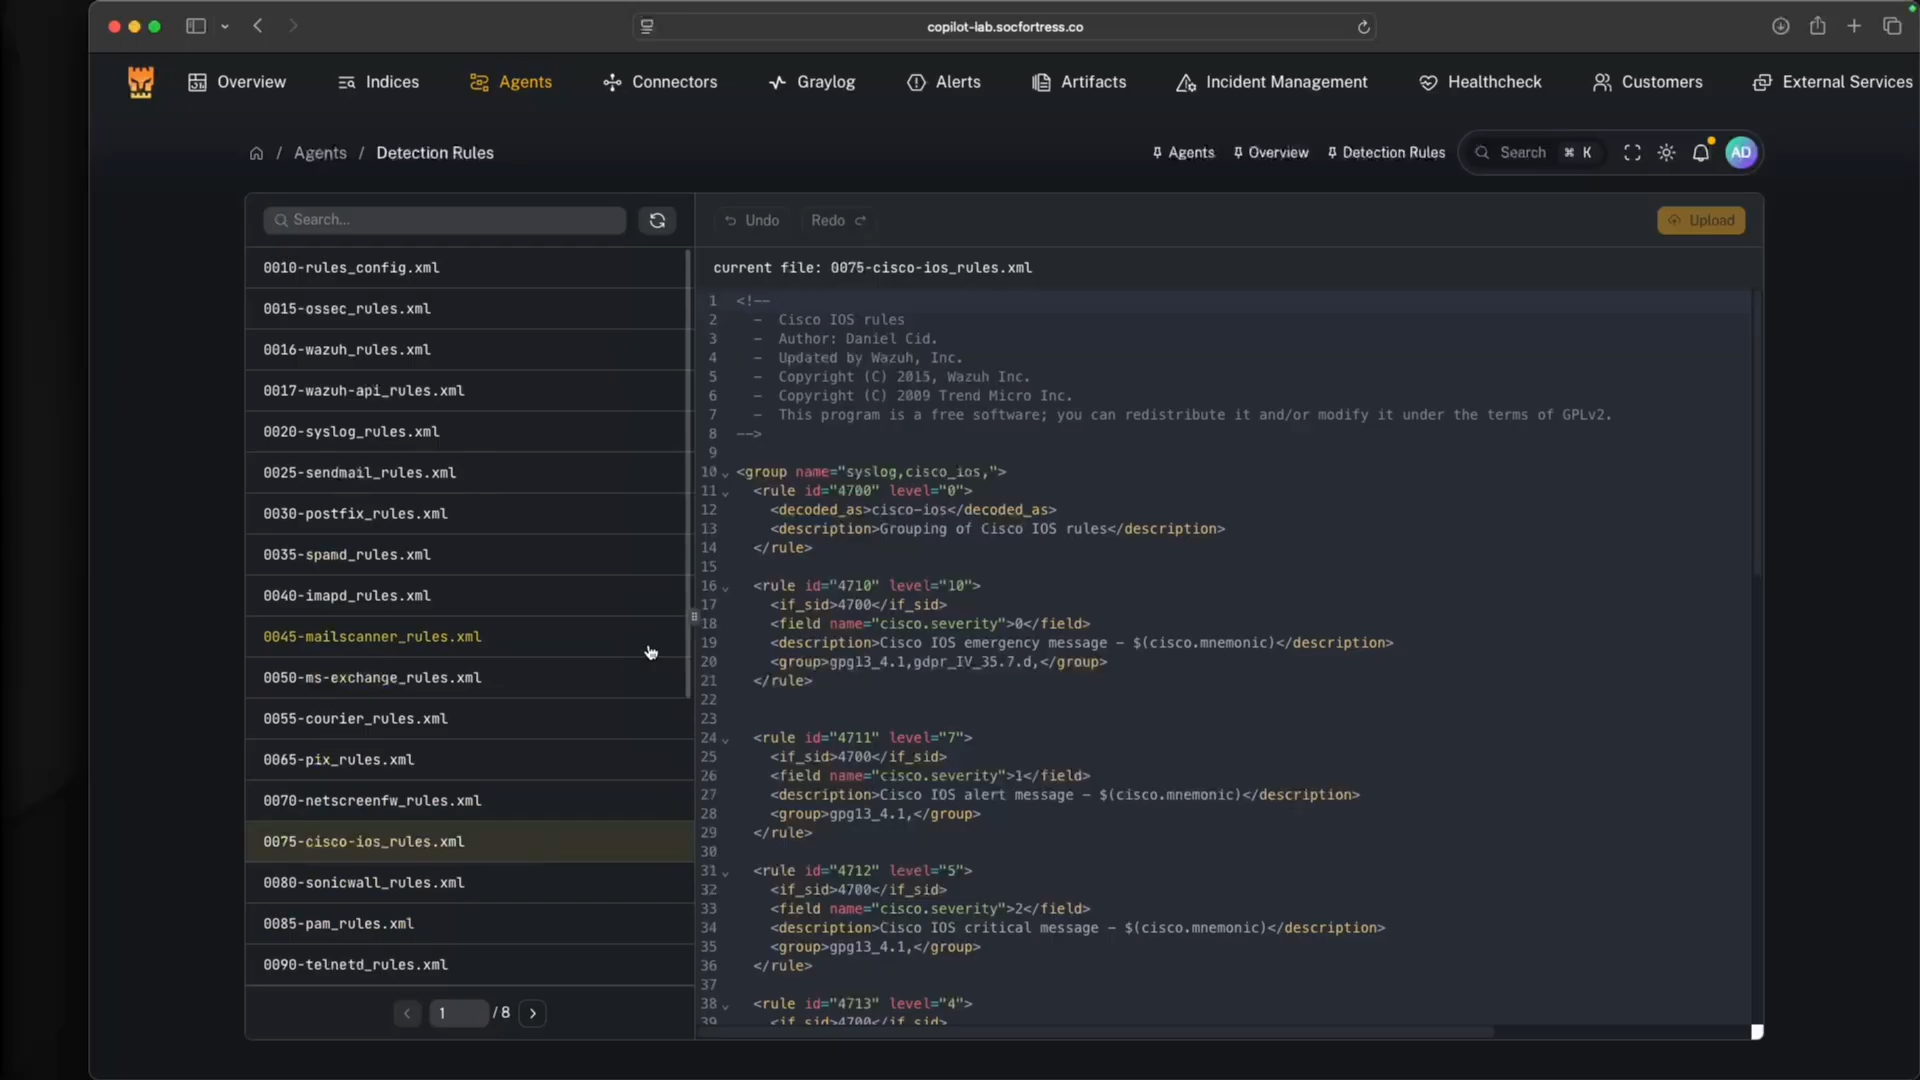 copilot-lab.socfortress.co
Overview
Indices
Agents
Connectors
Graylog
Alerts
Artifacts
Incident Management
Healthcheck
Customers
External Services
/ Agents / Detection Rules
Agents
Overview
Detection Rules
Search ⌘ K
AD
Search...
Undo
Redo
Upload
0010-rules_config.xml
0015-ossec_rules.xml
0016-wazuh_rules.xml
0017-wazuh-api_rules.xml
0020-syslog_rules.xml
0025-sendmail_rules.xml
0030-postfix_rules.xml
0035-spamd_rules.xml
0040-imapd_rules.xml
0045-mailscanner_rules.xml
0050-ms-exchange_rules.xml
0055-courier_rules.xml
0065-pix_rules.xml
0070-netscreenfw_rules.xml
0075-cisco-ios_rules.xml
0080-sonicwall_rules.xml
0085-pam_rules.xml
0090-telnetd_rules.xml
1 / 8
current file: 0075-cisco-ios_rules.xml
1 <!--
2 - Cisco IOS rules
3 - Author: Daniel Cid.
4 - Updated by Wazuh, Inc.
5 - Copyright (C) 2015, Wazuh Inc.
6 - Copyright (C) 2009 Trend Micro Inc.
7 - This program is a free software; you can redistribute it and/or modify it under the terms of GPLv2.
8 -->
9
10 <group name="syslog,cisco_ios,">
11 <rule id="4700" level="0">
12 <decoded_as>cisco-ios</decoded_as>
13 <description>Grouping of Cisco IOS rules</description>
14 </rule>
15
16 <rule id="4710" level="10">
17 <if_sid>4700</if_sid>
18 <field name="cisco.severity">0</field>
19 <description>Cisco IOS emergency message - $(cisco.mnemonic)</description>
20 <group>gpg13_4.1,gdpr_IV_35.7.d,</group>
21 </rule>
22
23
24 <rule id="4711" level="7">
25 <if_sid>4700</if_sid>
26 <field name="cisco.severity">1</field>
27 <description>Cisco IOS alert message - $(cisco.mnemonic)</description>
28 <group>gpg13_4.1,</group>
29 </rule>
30
31 <rule id="4712" level="5">
32 <if_sid>4700</if_sid>
33 <field name="cisco.severity">2</field>
34 <description>Cisco IOS critical message - $(cisco.mnemonic)</description>
35 <group>gpg13_4.1,</group>
36 </rule>
37
38 <rule id="4713" level="4">
39 <if_sid>4700</if_sid>